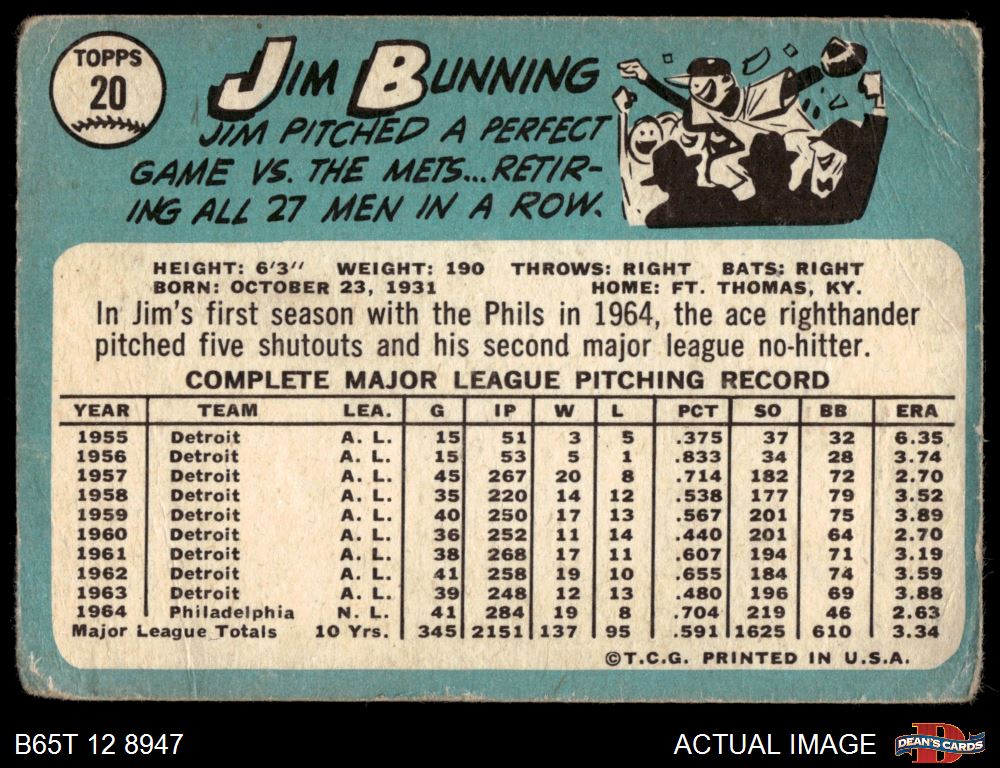 TOPPS
20
JIM BUNNING
JIM PITCHED A PERFECT
GAME VS. THE METS...RETIR-
ING ALL 27 MEN IN A ROW.
HEIGHT: 6'3" WEIGHT: 190 THROWS: RIGHT BATS: RIGHT
BORN: OCTOBER 23, 1931 HOME: FT. THOMAS, KY.
In Jim's first season with the Phils in 1964, the ace righthander
pitched five shutouts and his second major league no-hitter.
COMPLETE MAJOR LEAGUE PITCHING RECORD
YEAR TEAM LEA. G IP W L PCT SO BB ERA
1955 Detroit A. L. 15 51 3 5 .375 37 32 6.35
1956 Detroit A. L. 15 53 5 1 .833 34 28 3.74
1957 Detroit A. L. 45 267 20 8 .714 182 72 2.70
1958 Detroit A. L. 35 220 14 12 .538 177 79 3.52
1959 Detroit A. L. 40 250 17 13 .567 201 75 3.89
1960 Detroit A. L. 36 252 11 14 .440 201 64 2.70
1961 Detroit A. L. 38 268 17 11 .607 194 71 3.19
1962 Detroit A. L. 41 258 19 10 .655 184 74 3.59
1963 Detroit A. L. 39 248 12 13 .480 196 69 3.88
1964 Philadelphia N. L. 41 284 19 8 .704 219 46 2.63
Major League Totals 10 Yrs. 345 2151 137 95 .591 1625 610 3.34
©T.C.G. PRINTED IN U.S.A.
B65T 12 8947 ACTUAL IMAGE
DEAN'S CARDS